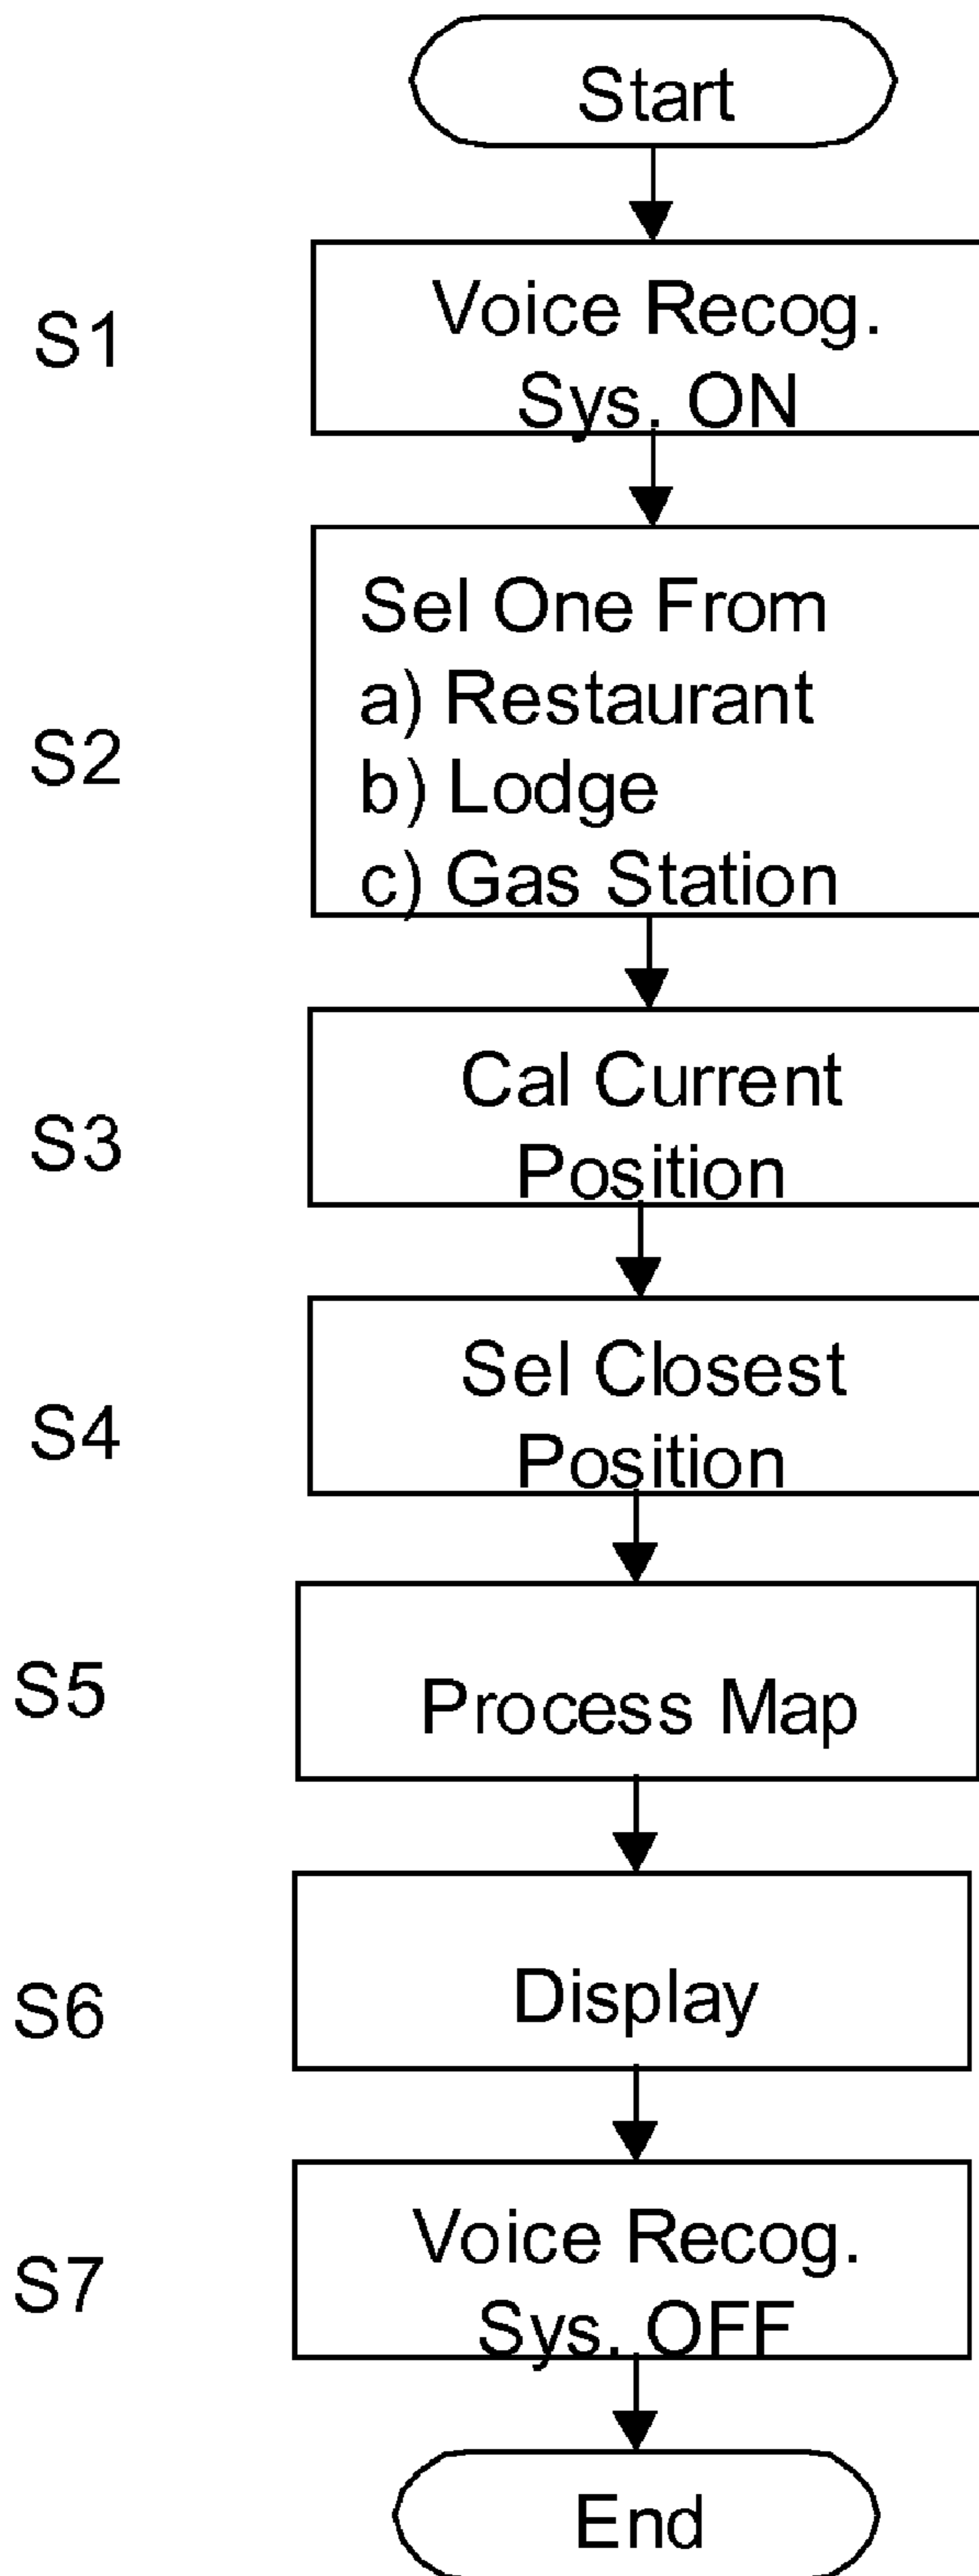 Start
S1
Voice Recog.
Sys. ON
S2
Sel One From
a) Restaurant
b) Lodge
c) Gas Station
S3
Cal Current
Position
S4
Sel Closest
Position
S5
Process Map
S6
Display
S7
Voice Recog.
Sys. OFF
End